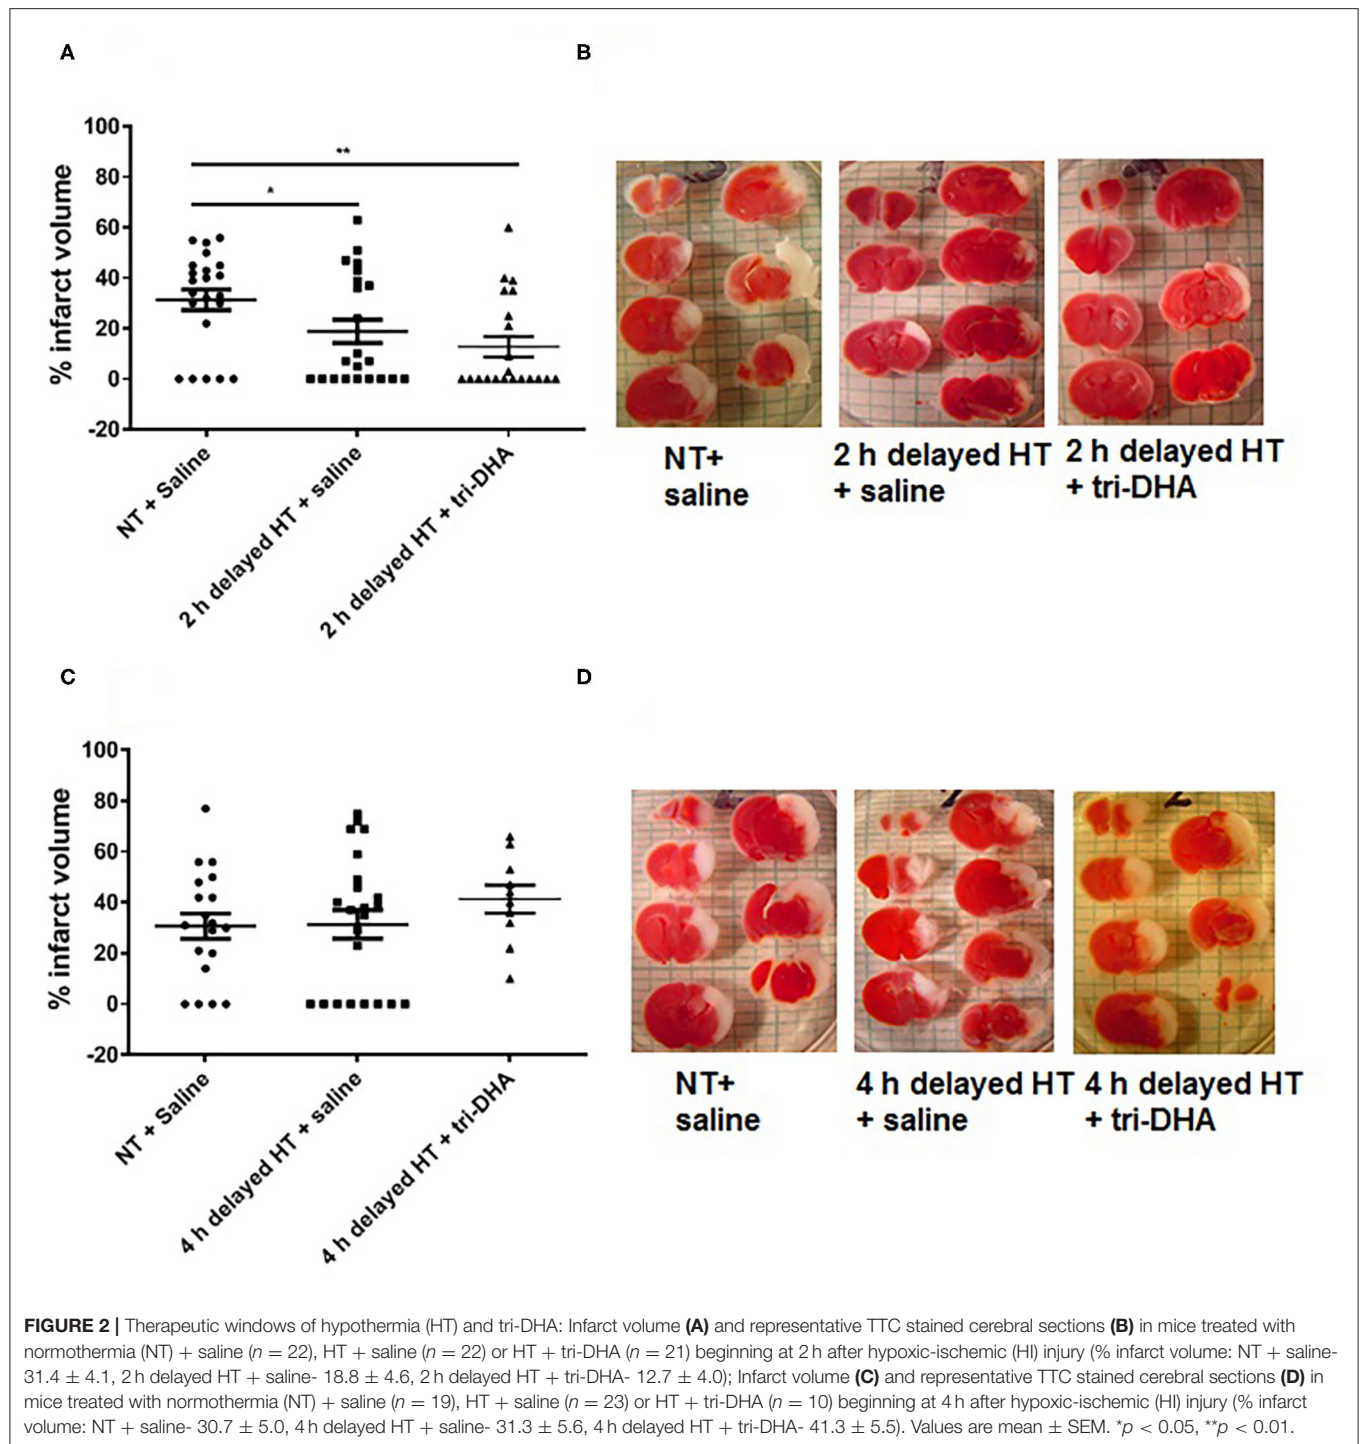 A
B
100
80
60
40
20
0
-20
% infarct volume
**
*
NT + Saline
2 h delayed HT + saline
2 h delayed HT + tri-DHA
NT+
saline
2 h delayed HT
+ saline
2 h delayed HT
+ tri-DHA
C
D
100
80
60
40
20
0
-20
% infarct volume
NT + Saline
4 h delayed HT + saline
4 h delayed HT + tri-DHA
NT+
saline
4 h delayed HT
+ saline
4 h delayed HT
+ tri-DHA
FIGURE 2 | Therapeutic windows of hypothermia (HT) and tri-DHA: Infarct volume (A) and representative TTC stained cerebral sections (B) in mice treated with
normothermia (NT) + saline (n = 22), HT + saline (n = 22) or HT + tri-DHA (n = 21) beginning at 2 h after hypoxic-ischemic (HI) injury (% infarct volume: NT + saline-
31.4 ± 4.1, 2 h delayed HT + saline- 18.8 ± 4.6, 2 h delayed HT + tri-DHA- 12.7 ± 4.0); Infarct volume (C) and representative TTC stained cerebral sections (D) in
mice treated with normothermia (NT) + saline (n = 19), HT + saline (n = 23) or HT + tri-DHA (n = 10) beginning at 4 h after hypoxic-ischemic (HI) injury (% infarct
volume: NT + saline- 30.7 ± 5.0, 4 h delayed HT + saline- 31.3 ± 5.6, 4 h delayed HT + tri-DHA- 41.3 ± 5.5). Values are mean ± SEM. *p < 0.05, **p < 0.01.